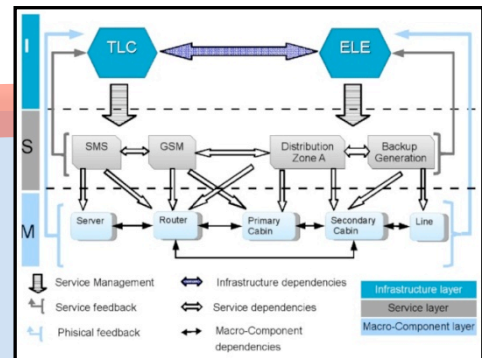 I
TLC
ELE
S
SMS
GSM
Distribution
Zone A
Backup
Generation
M
Server
Router
Primary
Cabin
Secondary
Cabin
Line
Service Management
Infrastructure dependencies
Infrastructure layer
Service feedback
Service dependencies
Service layer
Phisical feedback
Macro-Component
dependencies
Macro-Component layer